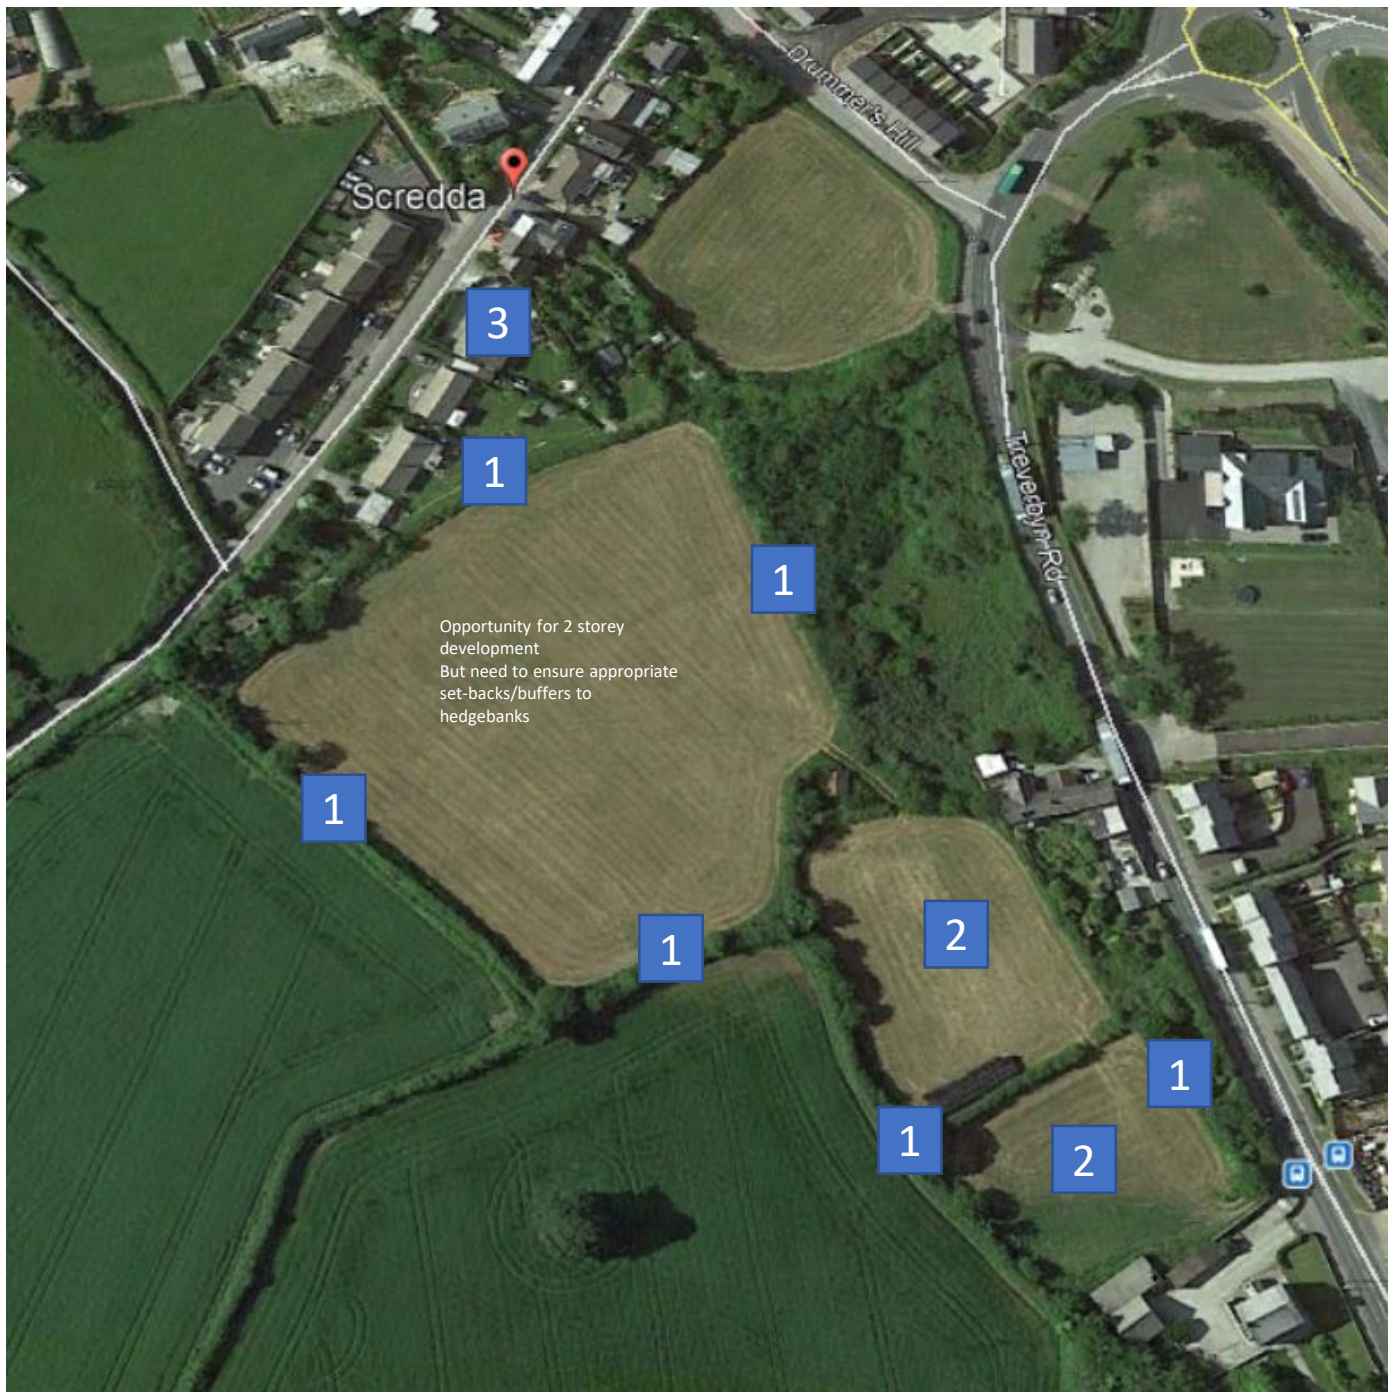 Drummer's Hill
Scredda
3
1
Treverbyn Rd
1
Opportunity for 2 storey
development
But need to ensure appropriate
set-backs/buffers to
hedgebanks
1
2
1
1
1
2